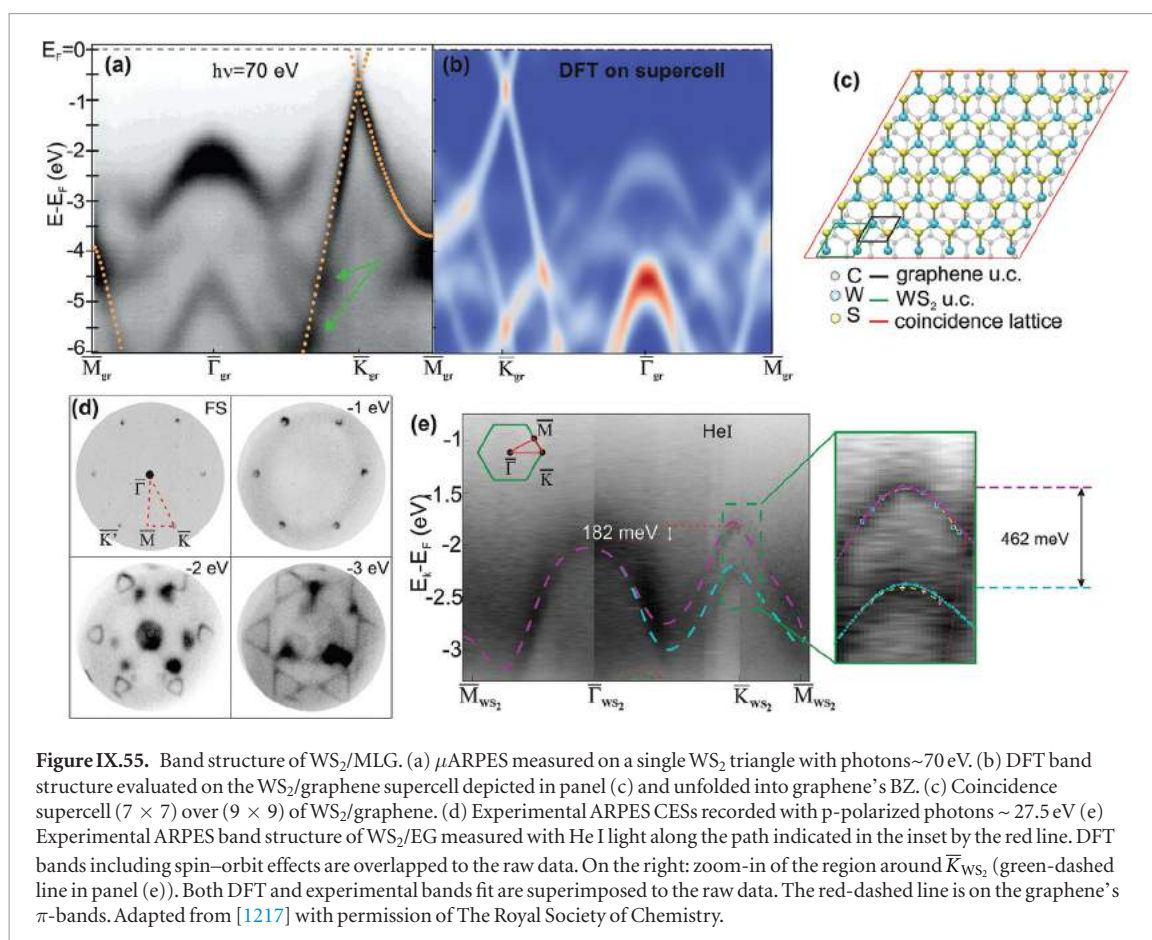 E_F=0
(a)
hν=70 eV
(b)
DFT on supercell
(c)
-1
-2
-3
-4
-5
-6
E-E_F (eV)
M̅_gr
Γ̅_gr
K̅_gr
M̅_gr
K̅_gr
Γ̅_gr
M̅_gr
C
graphene u.c.
W
WS₂ u.c.
S
coincidence lattice
(d)
FS
-1 eV
Γ̅
K̅'
M̅
K̅
-2 eV
-3 eV
(e)
HeI
M̅
Γ̅
K̅
-1
-1.5
-2
-2.5
-3
E_k-E_F (eV)
182 meV
462 meV
M̅_WS₂
Γ̅_WS₂
K̅_WS₂
M̅_WS₂
Figure IX.55. Band structure of WS₂/MLG. (a) μARPES measured on a single WS₂ triangle with photons~70 eV. (b) DFT band
structure evaluated on the WS₂/graphene supercell depicted in panel (c) and unfolded into graphene's BZ. (c) Coincidence
supercell (7 × 7) over (9 × 9) of WS₂/graphene. (d) Experimental ARPES CESs recorded with p-polarized photons ~ 27.5 eV (e)
Experimental ARPES band structure of WS₂/EG measured with He I light along the path indicated in the inset by the red line. DFT
bands including spin–orbit effects are overlapped to the raw data. On the right: zoom-in of the region around K̅_WS₂ (green-dashed
line in panel (e)). Both DFT and experimental bands fit are superimposed to the raw data. The red-dashed line is on the graphene's
π-bands. Adapted from [1217] with permission of The Royal Society of Chemistry.